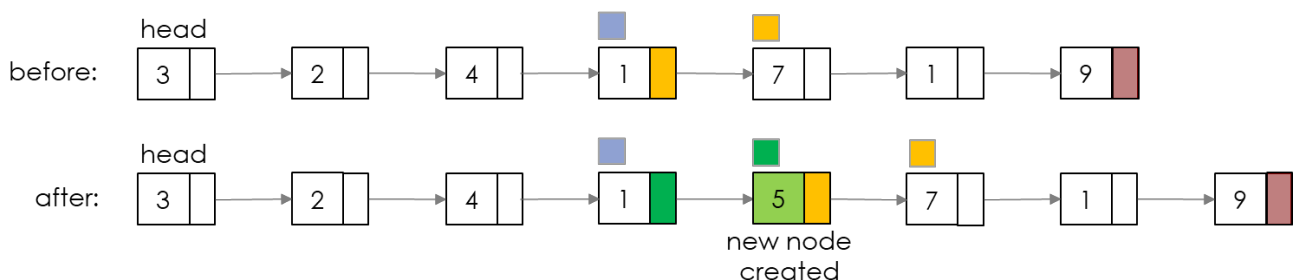 head
before: 3 2 4 1 7 1 9
head
after: 3 2 4 1 5 7 1 9
new node
created